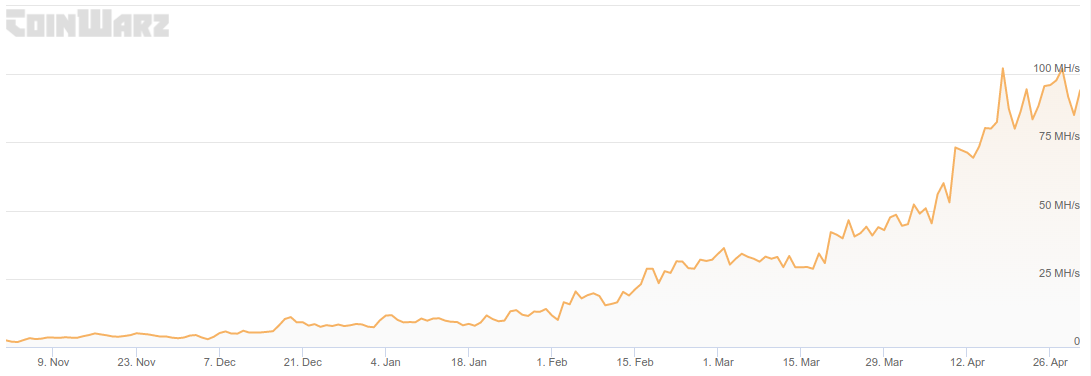 CoinWarz
100 MH/s
75 MH/s
50 MH/s
25 MH/s
0
9. Nov 23. Nov 7. Dec 21. Dec 4. Jan 18. Jan 1. Feb 15. Feb 1. Mar 15. Mar 29. Mar 12. Apr 26. Apr